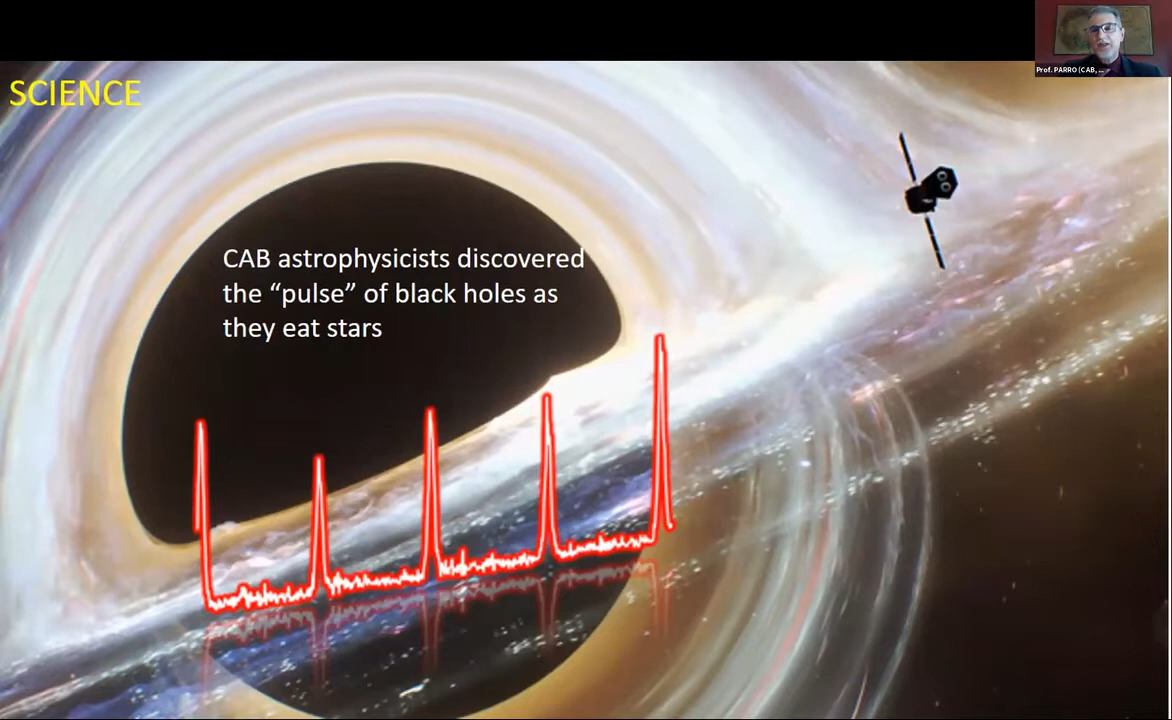 Prof. PARRO (CAB, ...
SCIENCE
CAB astrophysicists discovered
the “pulse” of black holes as
they eat stars